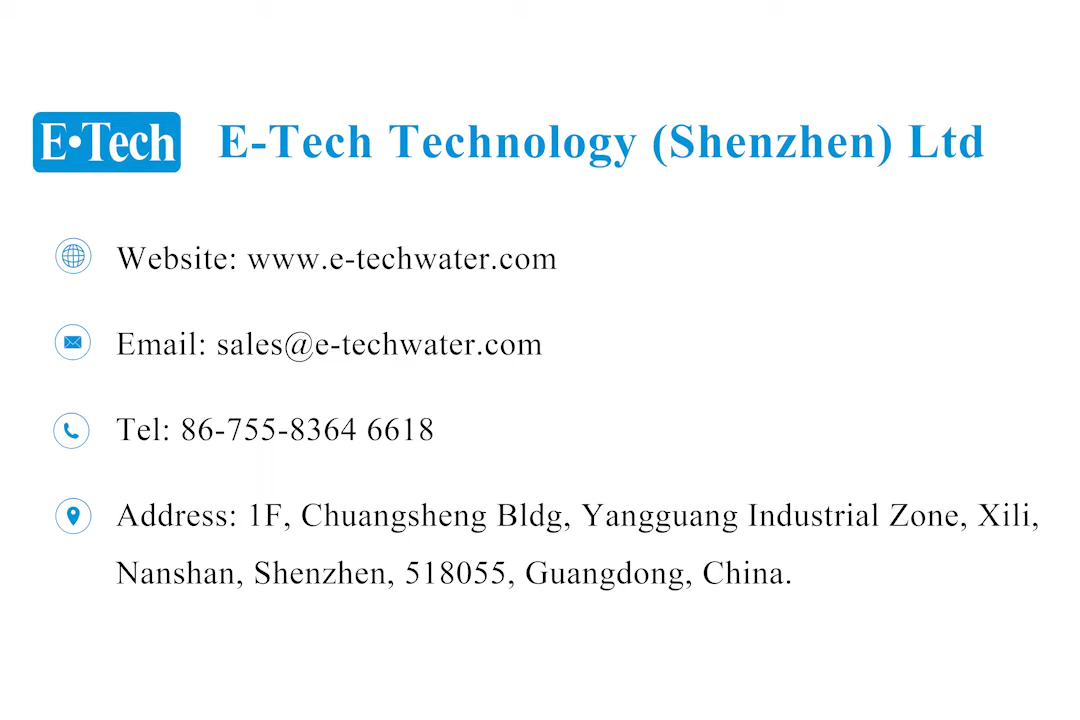 E•Tech E-Tech Technology (Shenzhen) Ltd
Website: www.e-techwater.com
Email: sales@e-techwater.com
Tel: 86-755-8364 6618
Address: 1F, Chuangsheng Bldg, Yangguang Industrial Zone, Xili,
Nanshan, Shenzhen, 518055, Guangdong, China.